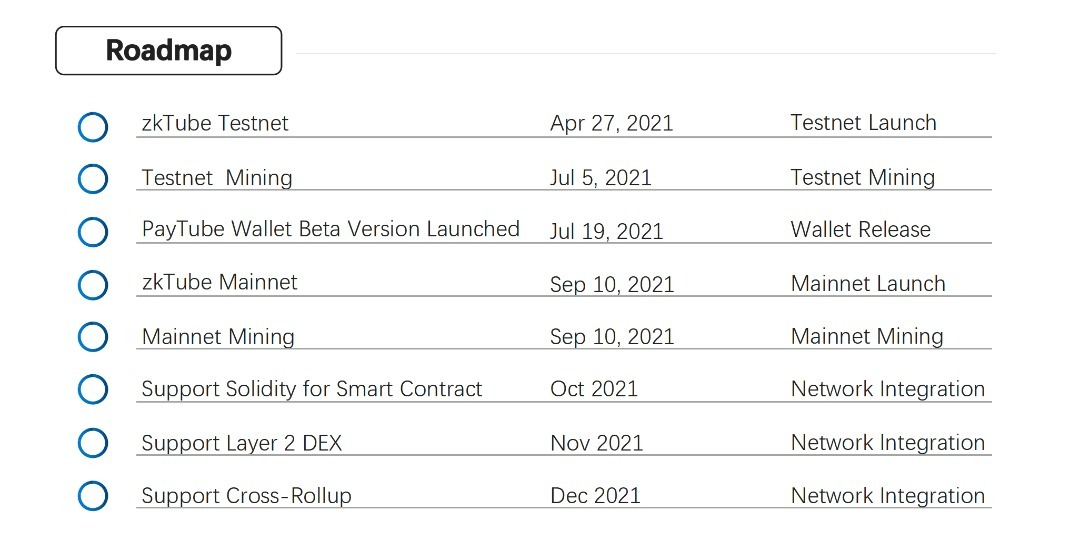 Roadmap
zkTube Testnet Apr 27, 2021 Testnet Launch
Testnet Mining Jul 5, 2021 Testnet Mining
PayTube Wallet Beta Version Launched Jul 19, 2021 Wallet Release
zkTube Mainnet Sep 10, 2021 Mainnet Launch
Mainnet Mining Sep 10, 2021 Mainnet Mining
Support Solidity for Smart Contract Oct 2021 Network Integration
Support Layer 2 DEX Nov 2021 Network Integration
Support Cross-Rollup Dec 2021 Network Integration